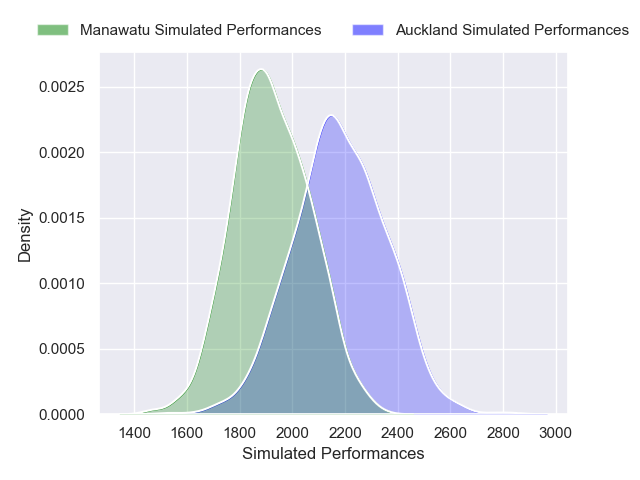 Manawatu Simulated Performances Auckland Simulated Performances
0.0025
0.0020
0.0015
0.0010
0.0005
0.0000
Density
1400 1600 1800 2000 2200 2400 2600 2800 3000
Simulated Performances